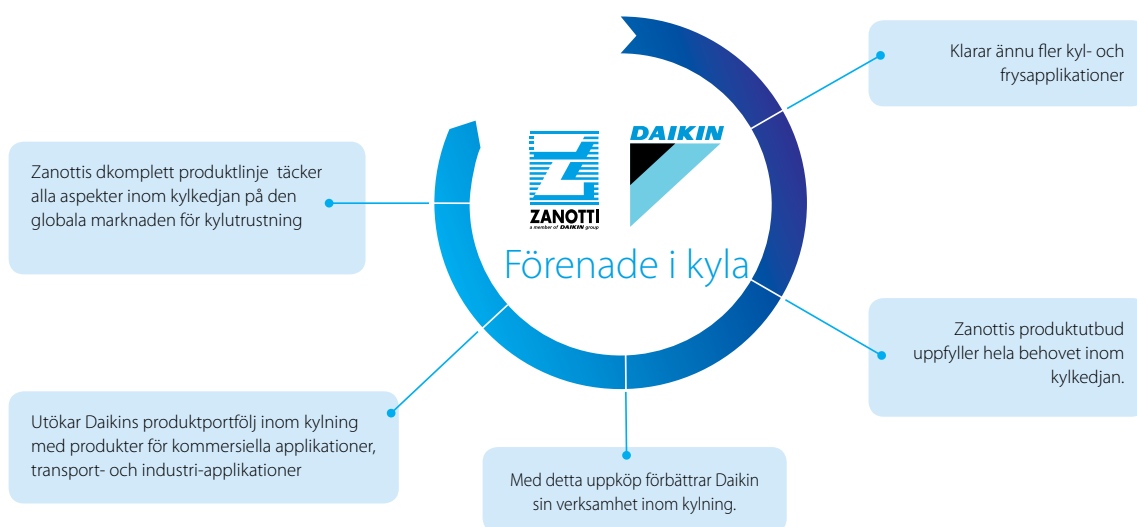 Klarar ännu fler kyl- och
frysapplikationer
DAIKIN
ZANOTTI
a member of DAIKIN group
Förenade i kyla
Zanottis dkomplett produktlinje täcker
alla aspekter inom kylkedjan på den
globala marknaden för kylutrustning
Zanottis produktutbud
uppfyller hela behovet inom
kylkedjan.
Utökar Daikins produktportfölj inom kylning
med produkter för kommersiella applikationer,
transport- och industri-applikationer
Med detta uppköp förbättrar Daikin
sin verksamhet inom kylning.